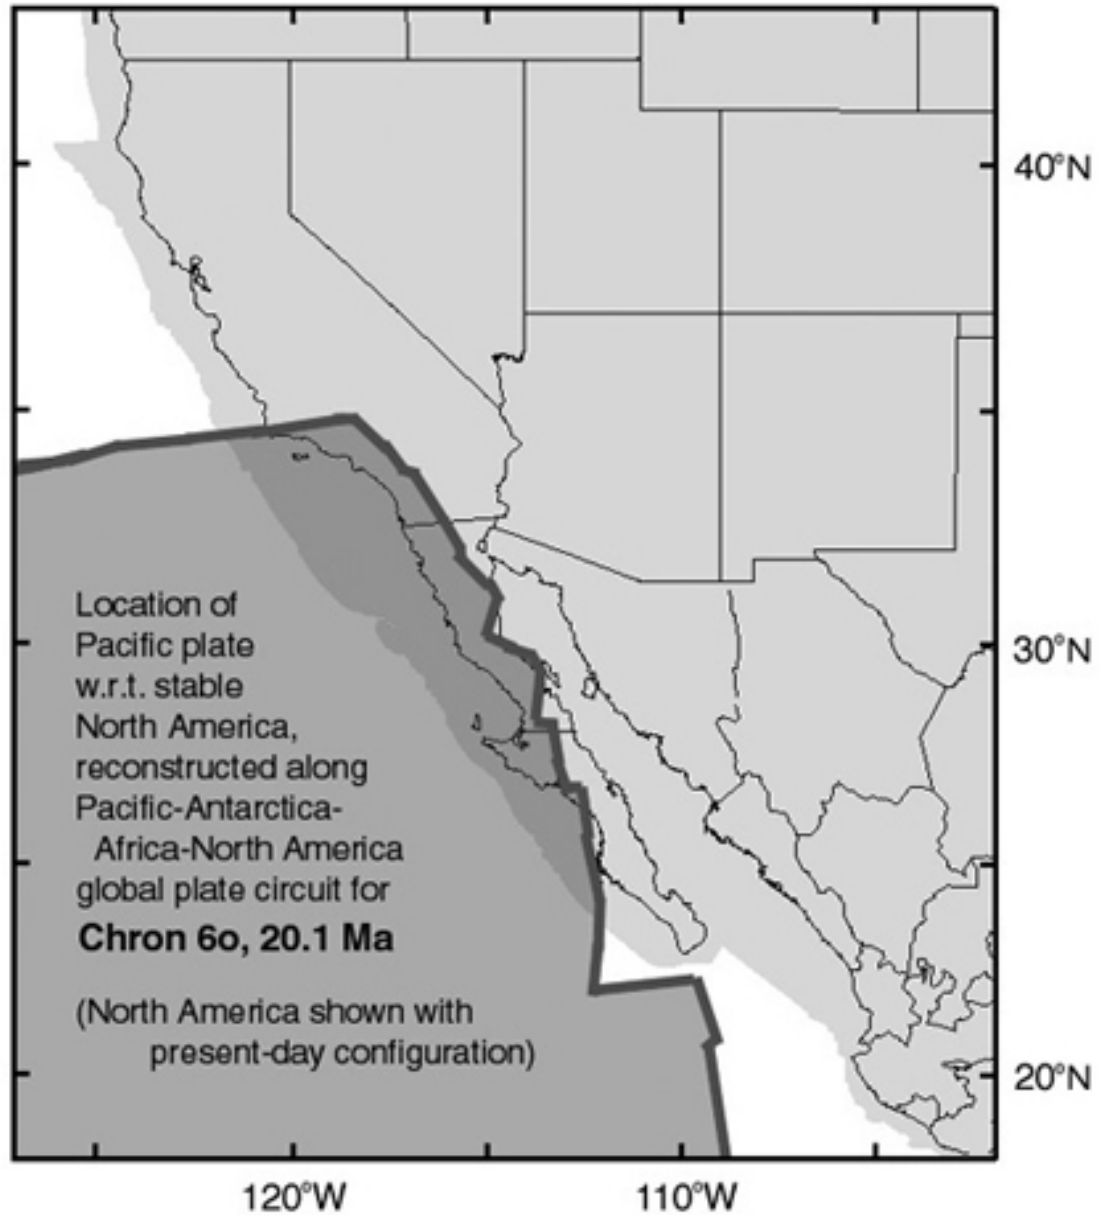 40°N
Location of
Pacific plate
w.r.t. stable
North America,
reconstructed along
Pacific-Antarctica-
Africa-North America
global plate circuit for
Chron 6o, 20.1 Ma
(North America shown with
present-day configuration)
30°N
20°N
120°W
110°W